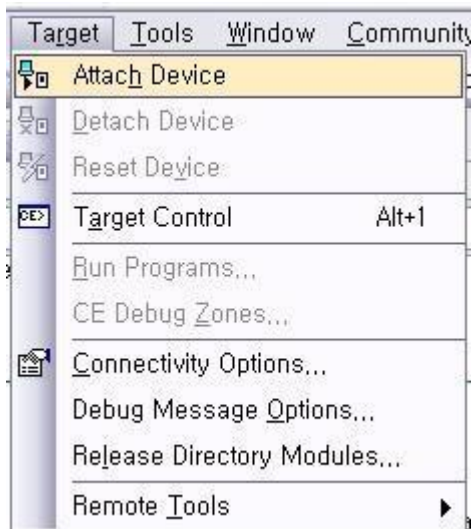 Target Tools Window Community
Attach Device
Detach Device
Reset Device
CE> Target Control Alt+1
Run Programs...
CE Debug Zones...
Connectivity Options...
Debug Message Options...
Release Directory Modules...
Remote Tools